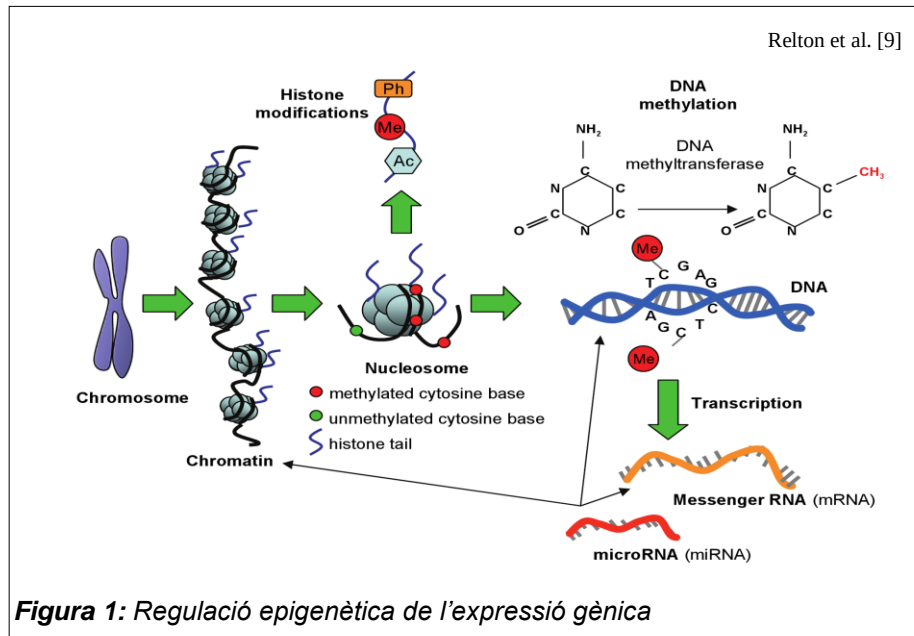 Relton et al. [9]
Histone
modifications
Ph
Me
Ac
DNA
methylation
NH₂
C
N
C
C
C
N
O
DNA
methyltransferase
NH₂
C
N
C
C
C
N
O
CH₃
Chromosome
Chromatin
Nucleosome
methylated cytosine base
unmethylated cytosine base
histone tail
Me
T C G A G
A G C T C
Me
DNA
Transcription
Messenger RNA (mRNA)
microRNA (miRNA)
Figura 1: Regulació epigenètica de l’expressió gènica